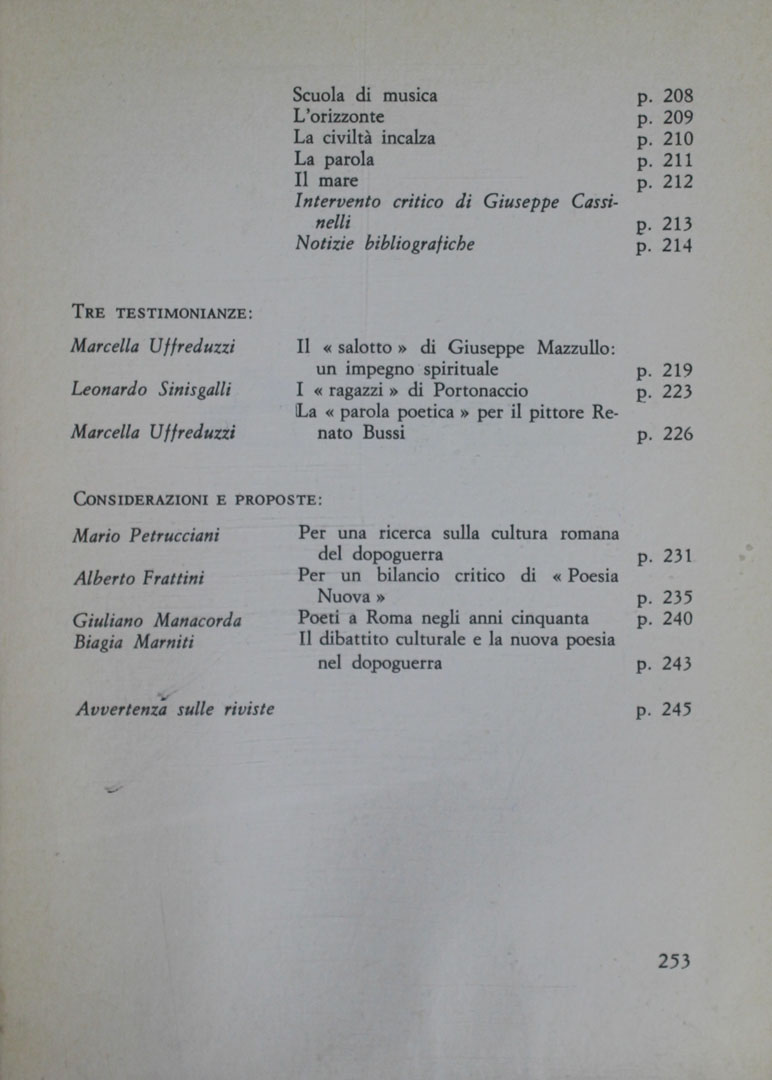 Scuola di musica p. 208
L'orizzonte p. 209
La civiltà incalza p. 210
La parola p. 211
Il mare p. 212
Intervento critico di Giuseppe Cassi-
nelli p. 213
Notizie bibliografiche p. 214
TRE TESTIMONIANZE:
Marcella Uffreduzzi Il « salotto » di Giuseppe Mazzullo:
un impegno spirituale p. 219
Leonardo Sinisgalli I « ragazzi » di Portonaccio p. 223
La « parola poetica » per il pittore Re-
Marcella Uffreduzzi nato Bussi p. 226
CONSIDERAZIONI E PROPOSTE:
Mario Petrucciani Per una ricerca sulla cultura romana
del dopoguerra p. 231
Alberto Frattini Per un bilancio critico di « Poesia
Nuova » p. 235
Giuliano Manacorda Poeti a Roma negli anni cinquanta p. 240
Biagia Marniti Il dibattito culturale e la nuova poesia
nel dopoguerra p. 243
Avvertenza sulle riviste p. 245
253